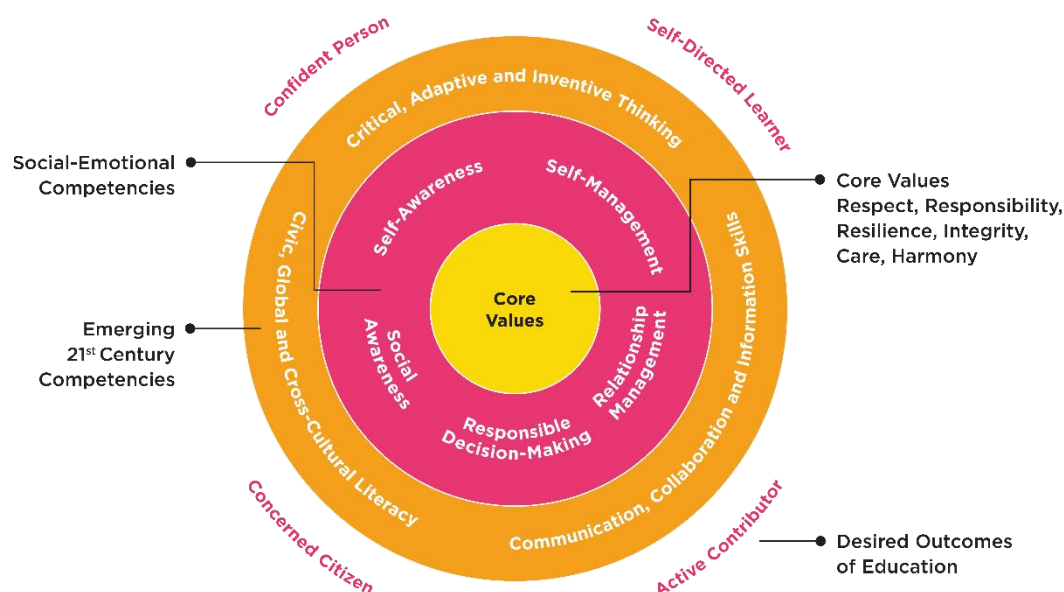 Confident Person
Self-Directed Learner
Critical, Adaptive and Inventive Thinking
Social-Emotional
Competencies
Self-Awareness
Self-Management
Core Values
Respect, Responsibility,
Resilience, Integrity,
Care, Harmony
Civic, Global and Cross-Cultural Literacy
Core
Values
Communication, Collaboration and Information Skills
Emerging
21st Century
Competencies
Social
Awareness
Relationship
Management
Responsible
Decision-Making
Concerned Citizen
Active Contributor
Desired Outcomes
of Education